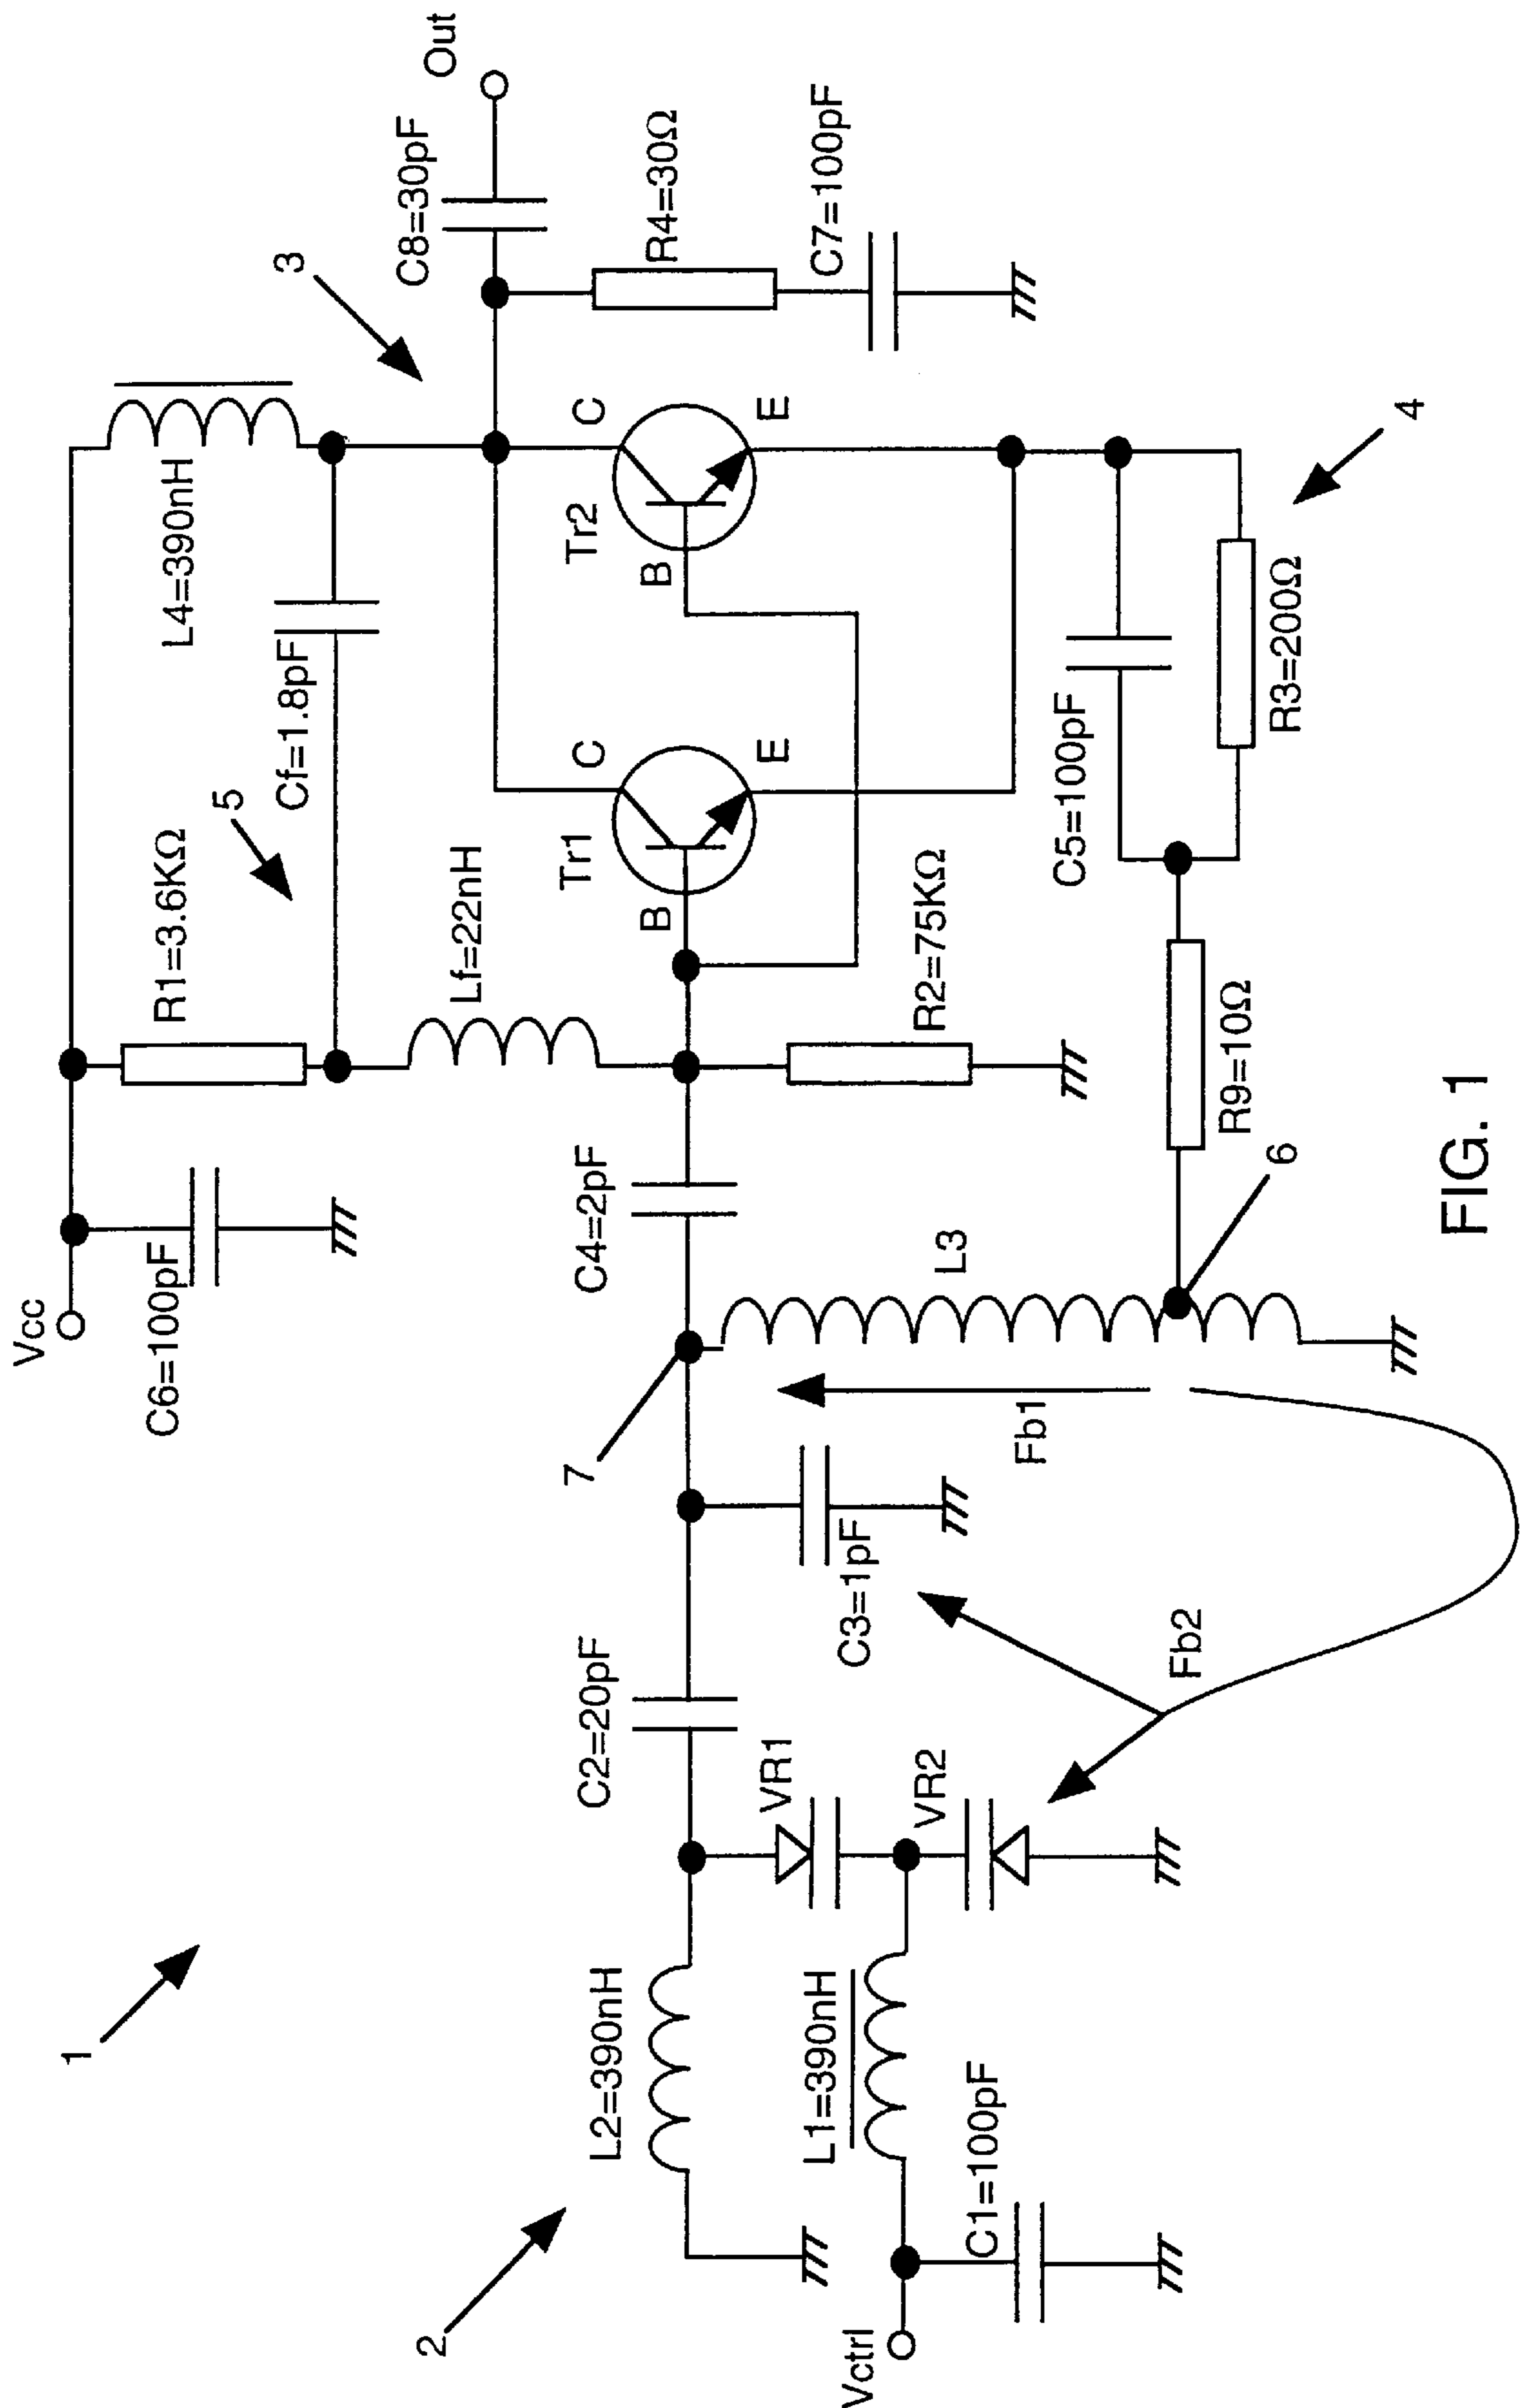 1
2
3
4
5
6
7
Vcc
Out
C6=100pF
R1=3.6KΩ
Cf=1.8pF
L4=390nH
C8=30pF
R4=30Ω
C7=100pF
Lf=22nH
Tr1
B
C
E
Tr2
B
C
E
C4=2pF
R2=75KΩ
C5=100pF
R3=200Ω
R9=10Ω
L3
Fb1
Fb2
C3=1pF
C2=20pF
VR1
VR2
L2=390nH
L1=390nH
C1=100pF
Vctrl
FIG. 1